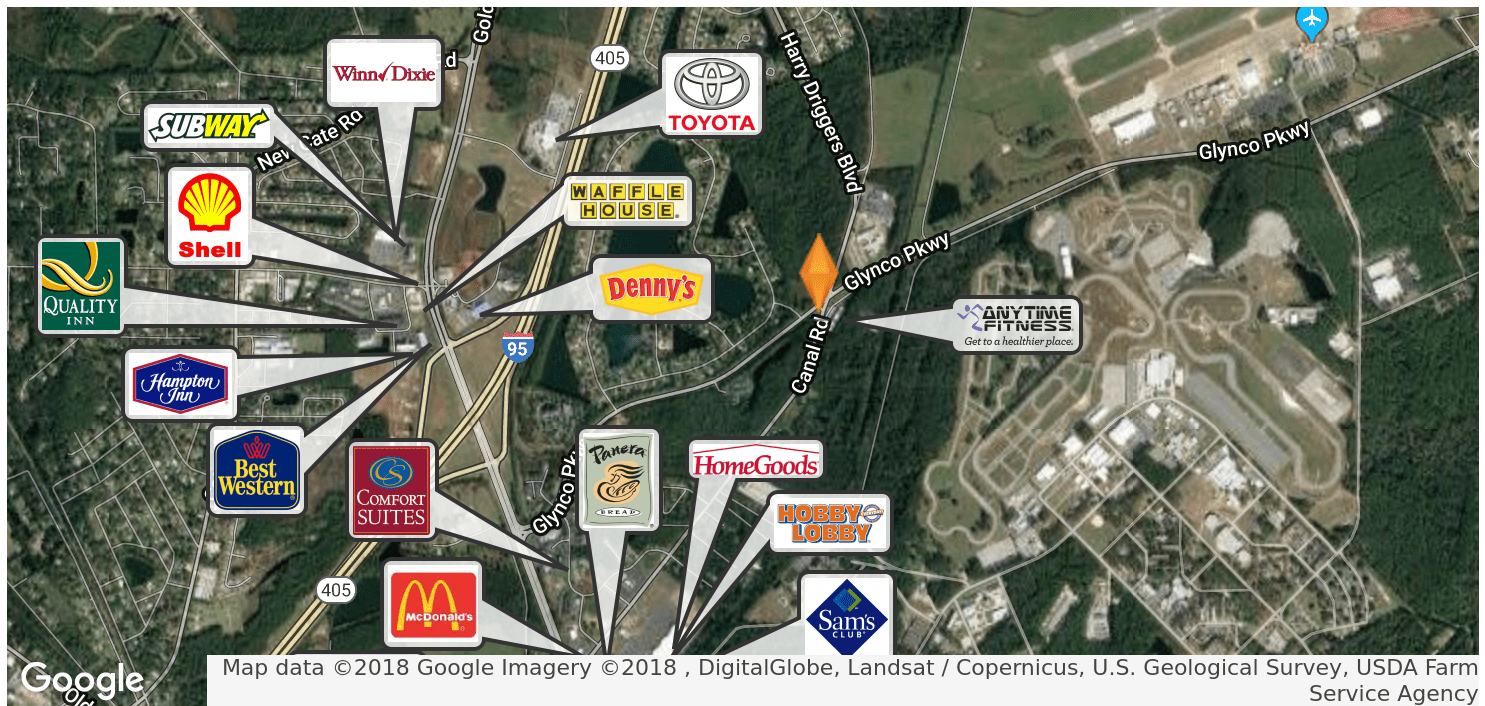 Gold
405
Winn Dixie
d
TOYOTA
Harry Driggers Blvd
SUBWAY
New Gate Rd
Glynco Pkwy
Shell
WAFFLE
HOUSE
QUALITY
INN
Denny's
Glynco Pkwy
ANYTIME
FITNESS
Get to a healthier place.
95
Canal Rd
Hampton
Inn
Best
Western
COMFORT
SUITES
Glynco Pk
Panera
BREAD
HomeGoods
HOBBY
LOBBY
405
McDonald's
Sam's
CLUB
Google
Old
Map data ©2018 Google Imagery ©2018 , DigitalGlobe, Landsat / Copernicus, U.S. Geological Survey, USDA Farm
Service Agency